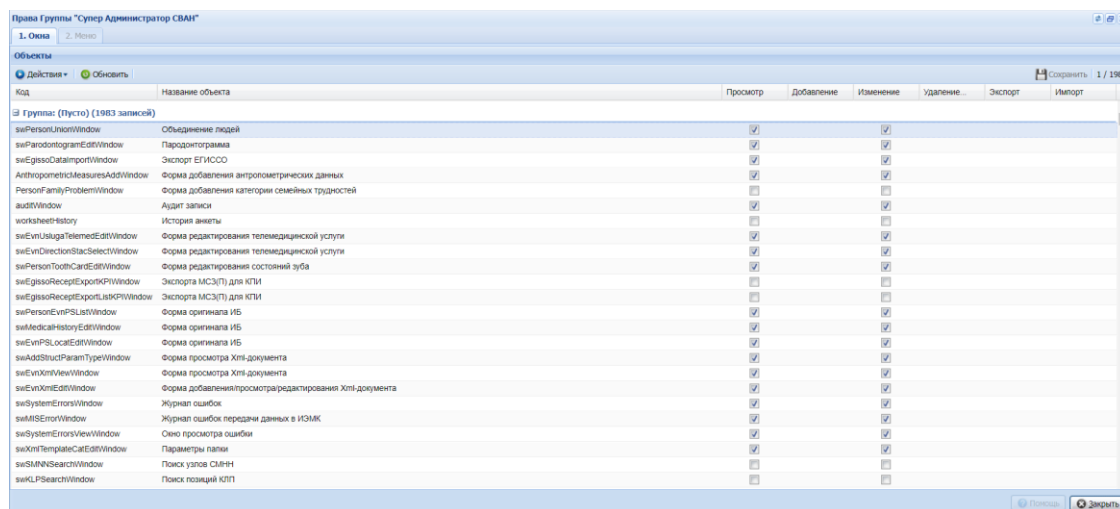 Права Группы "Супер Администратор СВАН"
1. Окна 2. Меню
Объекты
Действия Обновить Сохранить 1 / 198
Код Название объекта Просмотр Добавление Изменение Удаление... Экспорт Импорт
Группа: (Пусто) (1983 записей)
swPersonUnionWindow Объединение людей
swParodontogramEditWindow Пародонтограмма
swEgissoDataImportWindow Экспорт ЕГИССО
AnthropometricMeasuresAddWindow Форма добавления антропометрических данных
PersonFamilyProblemWindow Форма добавления категории семейных трудностей
auditWindow Аудит записи
worksheetHistory История анкеты
swEvnUslugaTelemedEditWindow Форма редактирования телемедицинской услуги
swEvnDirectionStacSelectWindow Форма редактирования телемедицинской услуги
swPersonToothCardEditWindow Форма редактирования состояний зуба
swEgissoReceptExportKPIWindow Экспорта МСЗ(П) для КПИ
swEgissoReceptExportListKPIWindow Экспорта МСЗ(П) для КПИ
swPersonEvnPSListWindow Форма оригинала ИБ
swMedicalHistoryEditWindow Форма оригинала ИБ
swEvnPSLocatEditWindow Форма оригинала ИБ
swAddStructParamTypeWindow Форма просмотра Xml-документа
swEvnXmlViewWindow Форма просмотра Xml-документа
swEvnXmlEditWindow Форма добавления/просмотра/редактирования Xml-документа
swSystemErrorsWindow Журнал ошибок
swMISErrorWindow Журнал ошибок передачи данных в ИЭМК
swSystemErrorsViewWindow Окно просмотра ошибки
swXmlTemplateCatEditWindow Параметры папки
swSMNNSearchWindow Поиск узлов СМНН
swKLPSearchWindow Поиск позиций КЛП
Помощь Закрыть